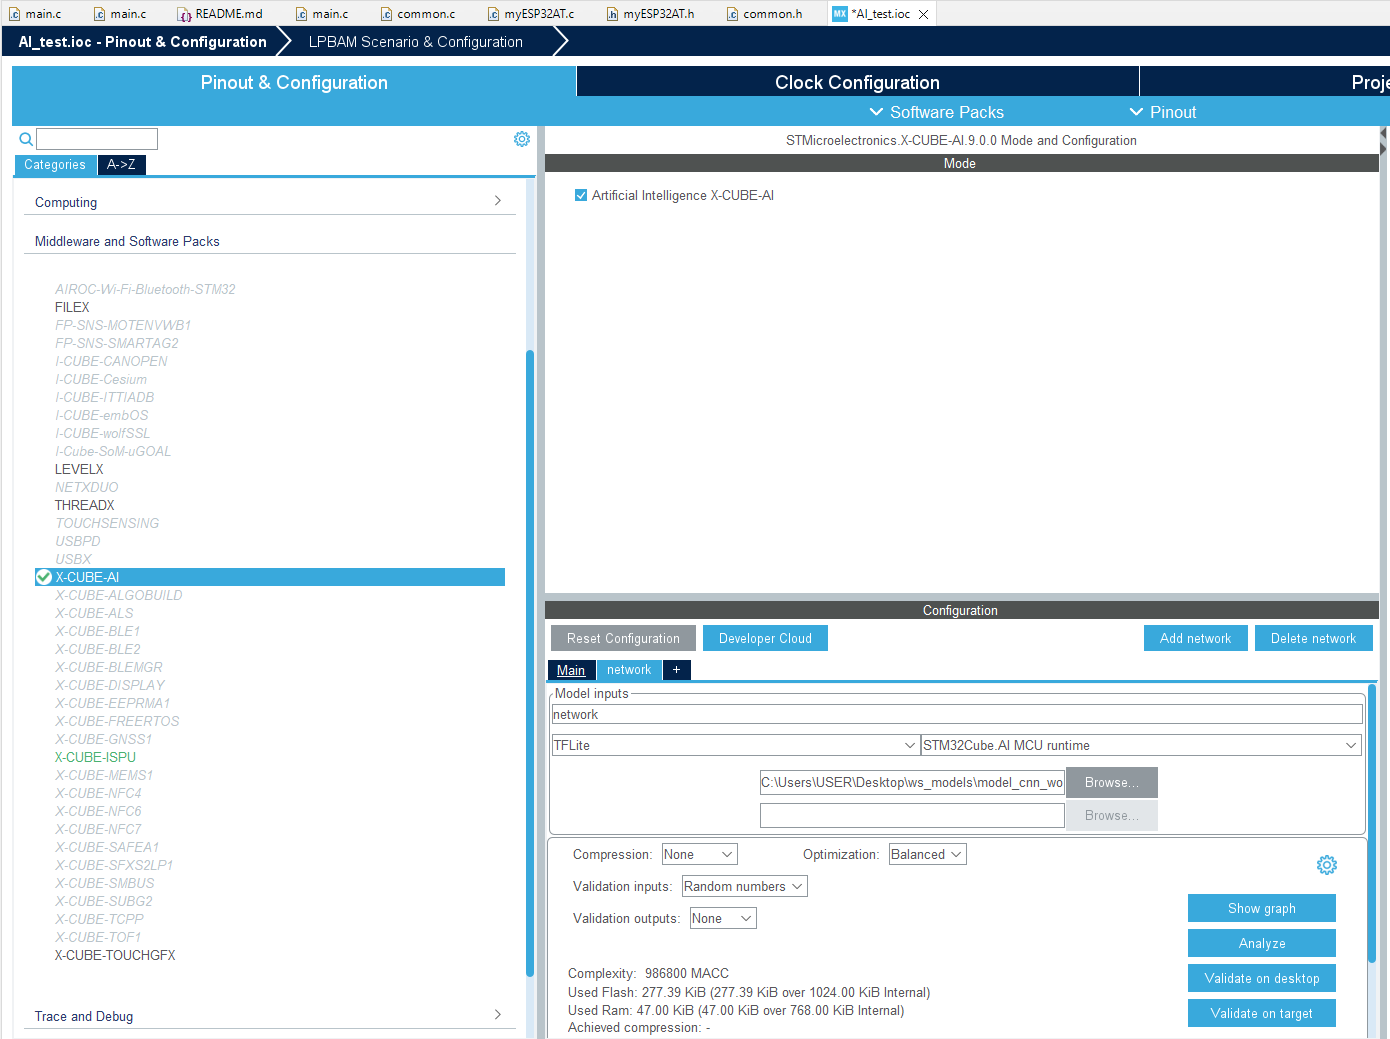 main.c main.c README.md main.c common.c myESP32AT.c myESP32AT.h common.h MX *AI_test.ioc
AI_test.ioc - Pinout & Configuration LPBAM Scenario & Configuration
Pinout & Configuration Clock Configuration Proje
Software Packs Pinout
STMicroelectronics.X-CUBE-AI.9.0.0 Mode and Configuration
Categories A->Z
Mode
Artificial Intelligence X-CUBE-AI
Computing
Middleware and Software Packs
AIROC-Wi-Fi-Bluetooth-STM32
FILEX
FP-SNS-MOTENVWB1
FP-SNS-SMARTAG2
I-CUBE-CANOPEN
I-CUBE-Cesium
I-CUBE-ITTIADB
I-CUBE-embOS
I-CUBE-wolfSSL
I-Cube-SoM-uGOAL
LEVELX
NETXDUO
THREADX
TOUCHSENSING
USBPD
USBX
X-CUBE-AI
X-CUBE-ALGOBUILD
X-CUBE-ALS
X-CUBE-BLE1
X-CUBE-BLE2
X-CUBE-BLEMGR
X-CUBE-DISPLAY
X-CUBE-EEPRMA1
X-CUBE-FREERTOS
X-CUBE-GNSS1
X-CUBE-ISPU
X-CUBE-MEMS1
X-CUBE-NFC4
X-CUBE-NFC6
X-CUBE-NFC7
X-CUBE-SAFEA1
X-CUBE-SFXS2LP1
X-CUBE-SMBUS
X-CUBE-SUBG2
X-CUBE-TCPP
X-CUBE-TOF1
X-CUBE-TOUCHGFX
Trace and Debug
Configuration
Reset Configuration Developer Cloud Add network Delete network
Main network +
Model inputs
network
TFLite STM32Cube.AI MCU runtime
C:\Users\USER\Desktop\ws_models\model_cnn_wo Browse...
Browse...
Compression: None Optimization: Balanced
Validation inputs: Random numbers
Validation outputs: None
Show graph
Analyze
Validate on desktop
Validate on target
Complexity: 986800 MACC
Used Flash: 277.39 KiB (277.39 KiB over 1024.00 KiB Internal)
Used Ram: 47.00 KiB (47.00 KiB over 768.00 KiB Internal)
Achieved compression: -